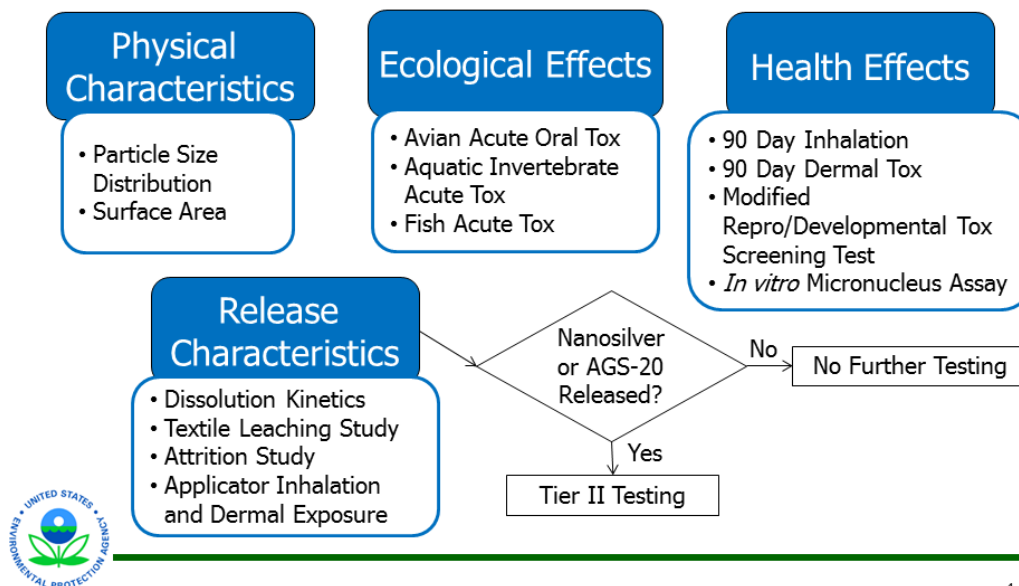 Physical
Characteristics
• Particle Size
Distribution
• Surface Area
Ecological Effects
• Avian Acute Oral Tox
• Aquatic Invertebrate
Acute Tox
• Fish Acute Tox
Health Effects
• 90 Day Inhalation
• 90 Day Dermal Tox
• Modified
Repro/Developmental Tox
Screening Test
• In vitro Micronucleus Assay
Release
Characteristics
• Dissolution Kinetics
• Textile Leaching Study
• Attrition Study
• Applicator Inhalation
and Dermal Exposure
Nanosilver
or AGS-20
Released?
No
No Further Testing
Yes
Tier II Testing
UNITED STATES
ENVIRONMENTAL PROTECTION AGENCY